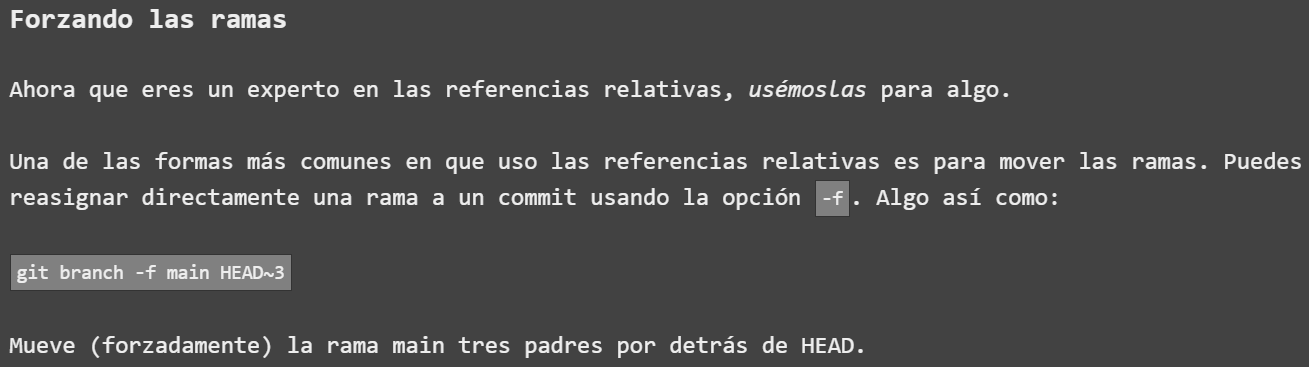 Forzando las ramas
Ahora que eres un experto en las referencias relativas, usémoslas para algo.
Una de las formas más comunes en que uso las referencias relativas es para mover las ramas. Puedes
reasignar directamente una rama a un commit usando la opción -f. Algo así como:
git branch -f main HEAD~3
Mueve (forzadamente) la rama main tres padres por detrás de HEAD.